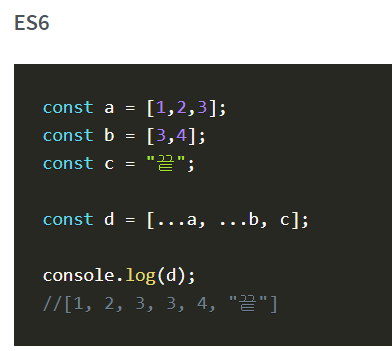 ES6
const a = [1,2,3];
const b = [3,4];
const c = "끝";
const d = [...a, ...b, c];
console.log(d);
//[1, 2, 3, 3, 4, "끝"]